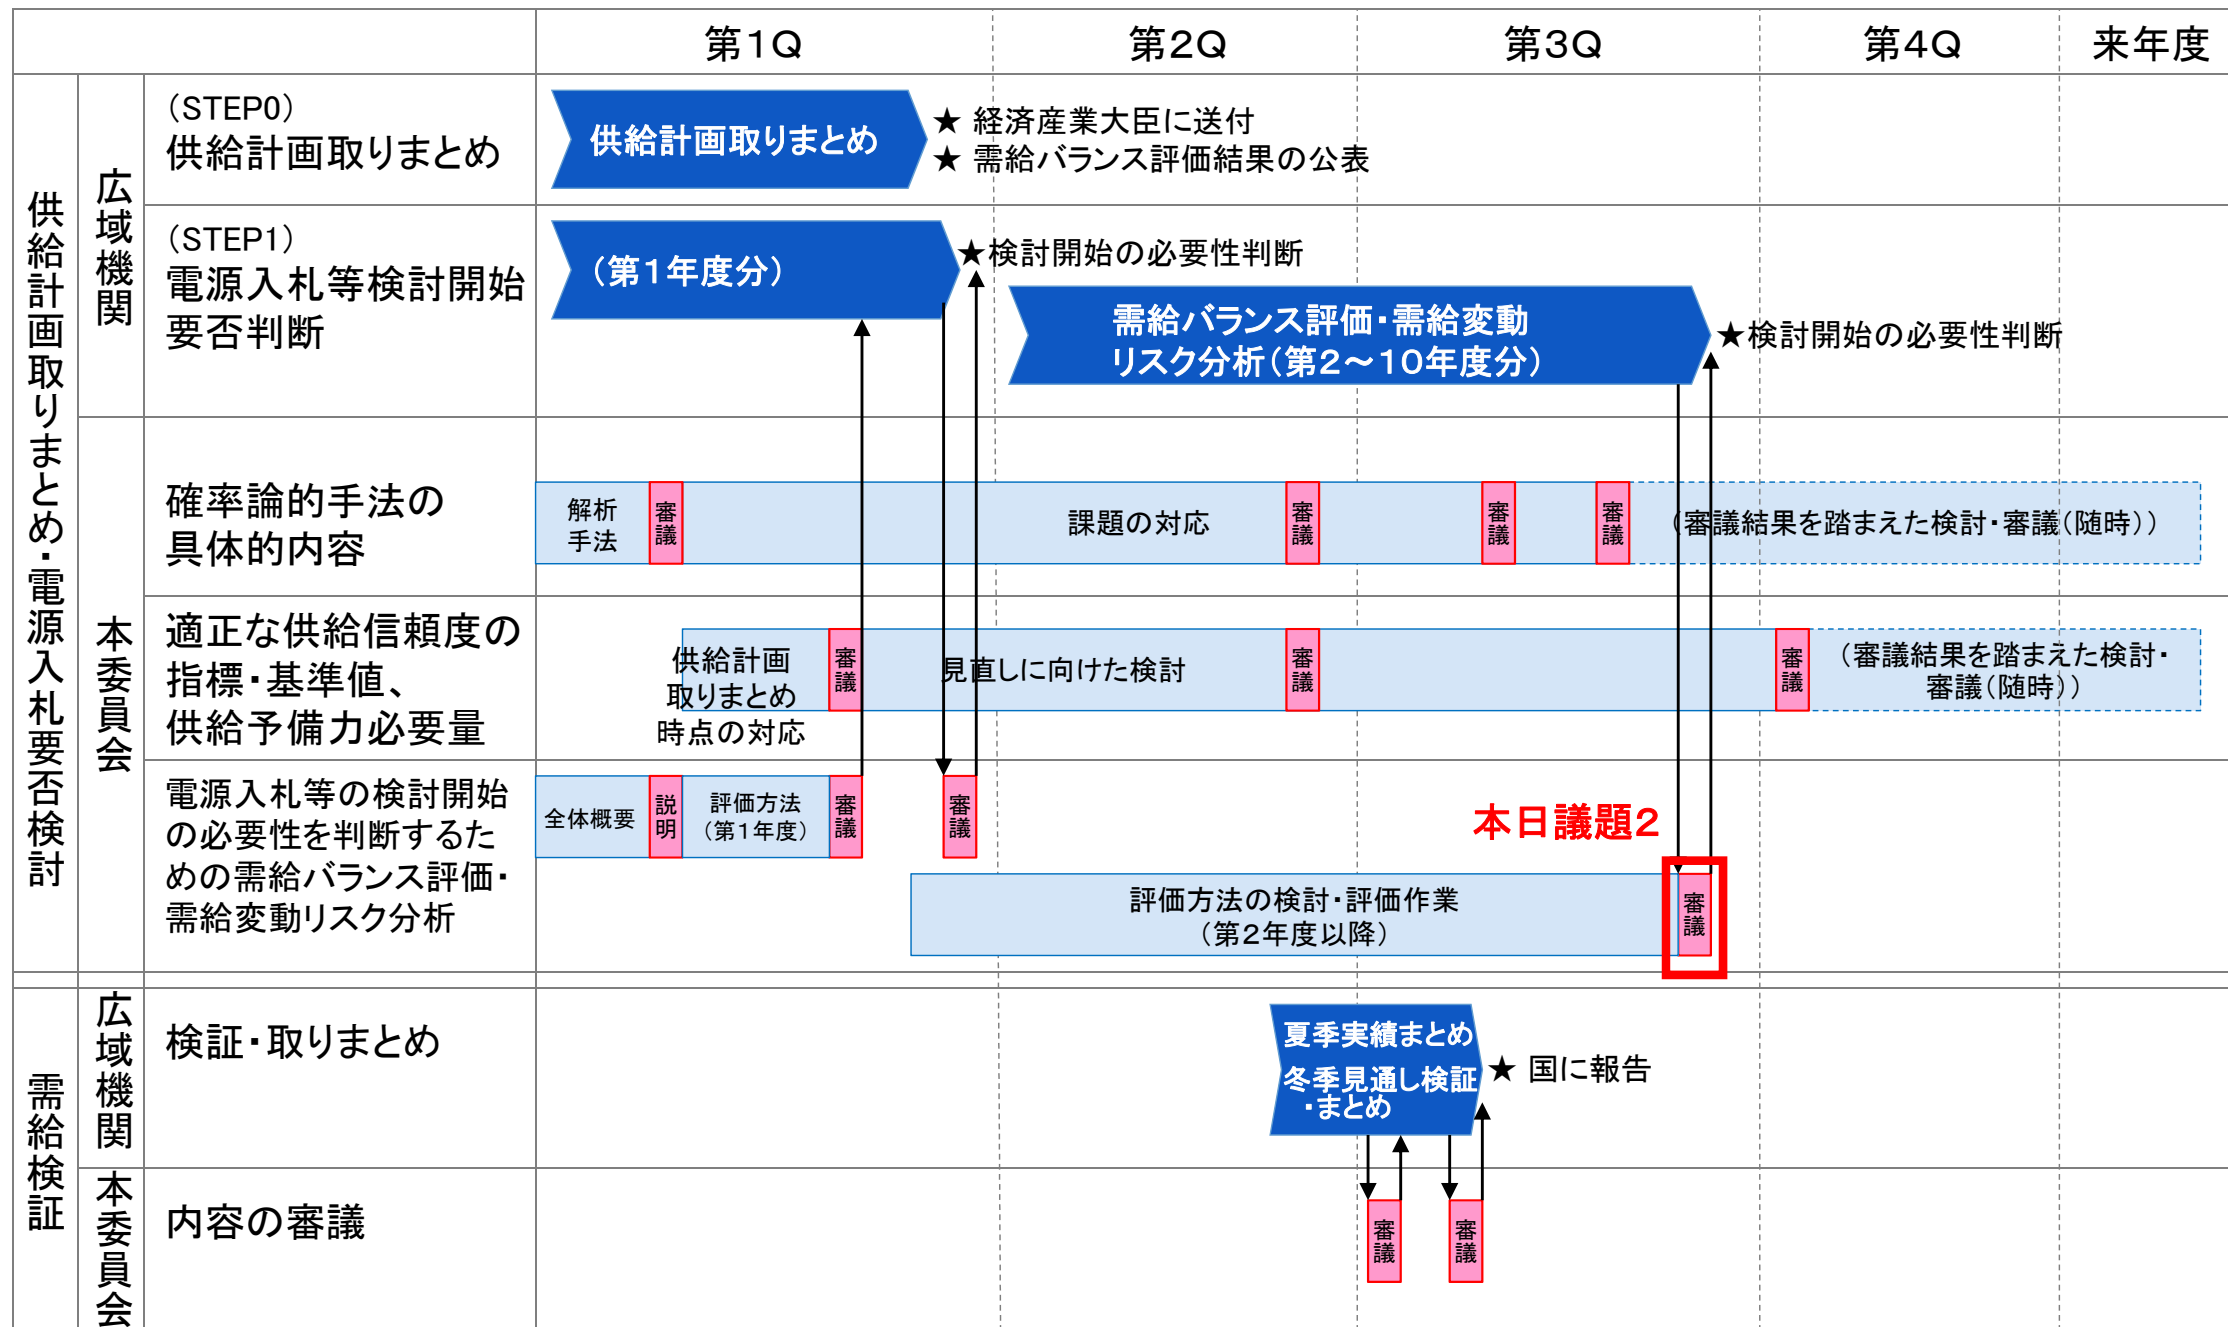 第1Q
第2Q
第3Q
第4Q
来年度
供給計画取りまとめ・電源入札要否検討
広域機関
(STEP0)
供給計画取りまとめ
供給計画取りまとめ
★ 経済産業大臣に送付
★ 需給バランス評価結果の公表
(STEP1)
電源入札等検討開始
要否判断
(第1年度分)
★検討開始の必要性判断
需給バランス評価・需給変動
リスク分析(第2～10年度分)
★検討開始の必要性判断
本委員会
確率論的手法の
具体的内容
解析
手法
審議
課題の対応
審議
審議
審議
(審議結果を踏まえた検討・審議(随時))
適正な供給信頼度の
指標・基準値、
供給予備力必要量
供給計画
取りまとめ
時点の対応
審議
見直しに向けた検討
審議
審議
(審議結果を踏まえた検討・
審議(随時))
電源入札等の検討開始
の必要性を判断するた
めの需給バランス評価・
需給変動リスク分析
全体概要
説明
評価方法
(第1年度)
審議
審議
本日議題2
評価方法の検討・評価作業
(第2年度以降)
審議
需給検証
広域機関
検証・取りまとめ
夏季実績まとめ
冬季見通し検証
・まとめ
★ 国に報告
本委員会
内容の審議
審議
審議